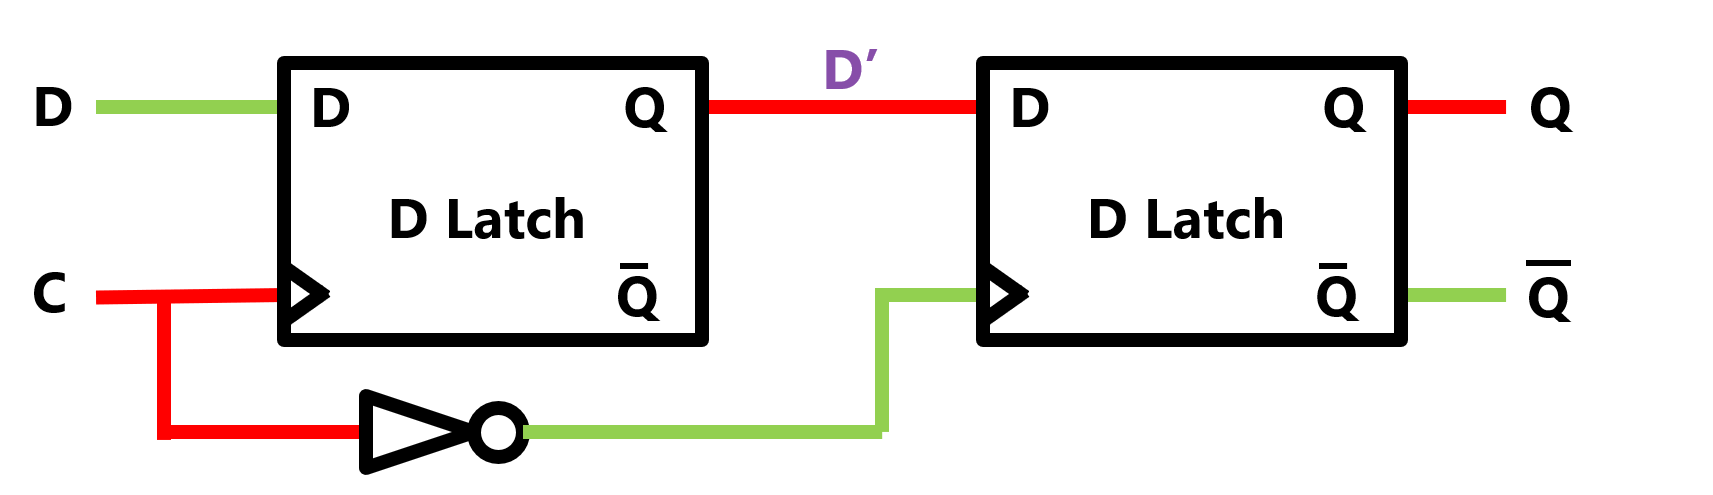 D′
D D Q D Q Q
D Latch D Latch
C Q̅ Q̅ Q̅